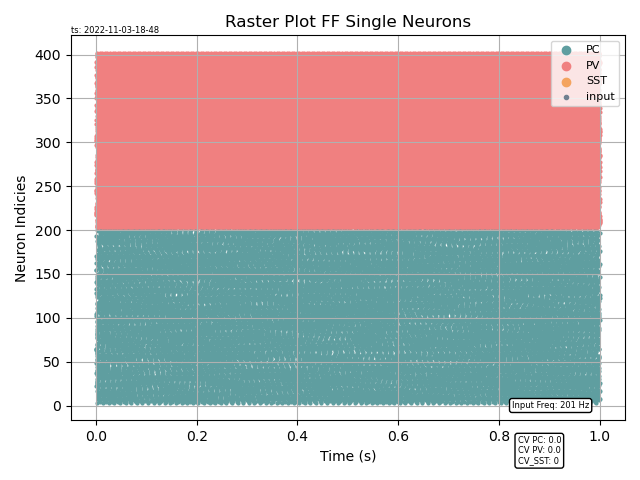 Raster Plot FF Single Neurons
ts: 2022-11-03-18-48
PC
PV
SST
input
400
350
300
250
200
150
100
50
0
Neuron Indicies
Input Freq: 201 Hz
0.0 0.2 0.4 0.6 0.8 1.0
Time (s)
CV PC: 0.0
CV PV: 0.0
CV_SST: 0